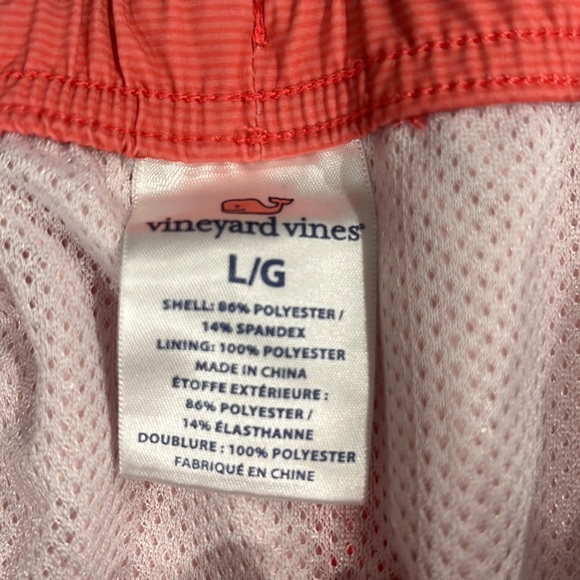 vineyard vines®
L/G
SHELL: 86% POLYESTER /
14% SPANDEX
LINING: 100% POLYESTER
MADE IN CHINA
ÉTOFFE EXTÉRIEURE :
86% POLYESTER /
14% ÉLASTHANNE
DOUBLURE : 100% POLYESTER
FABRIQUÉ EN CHINE